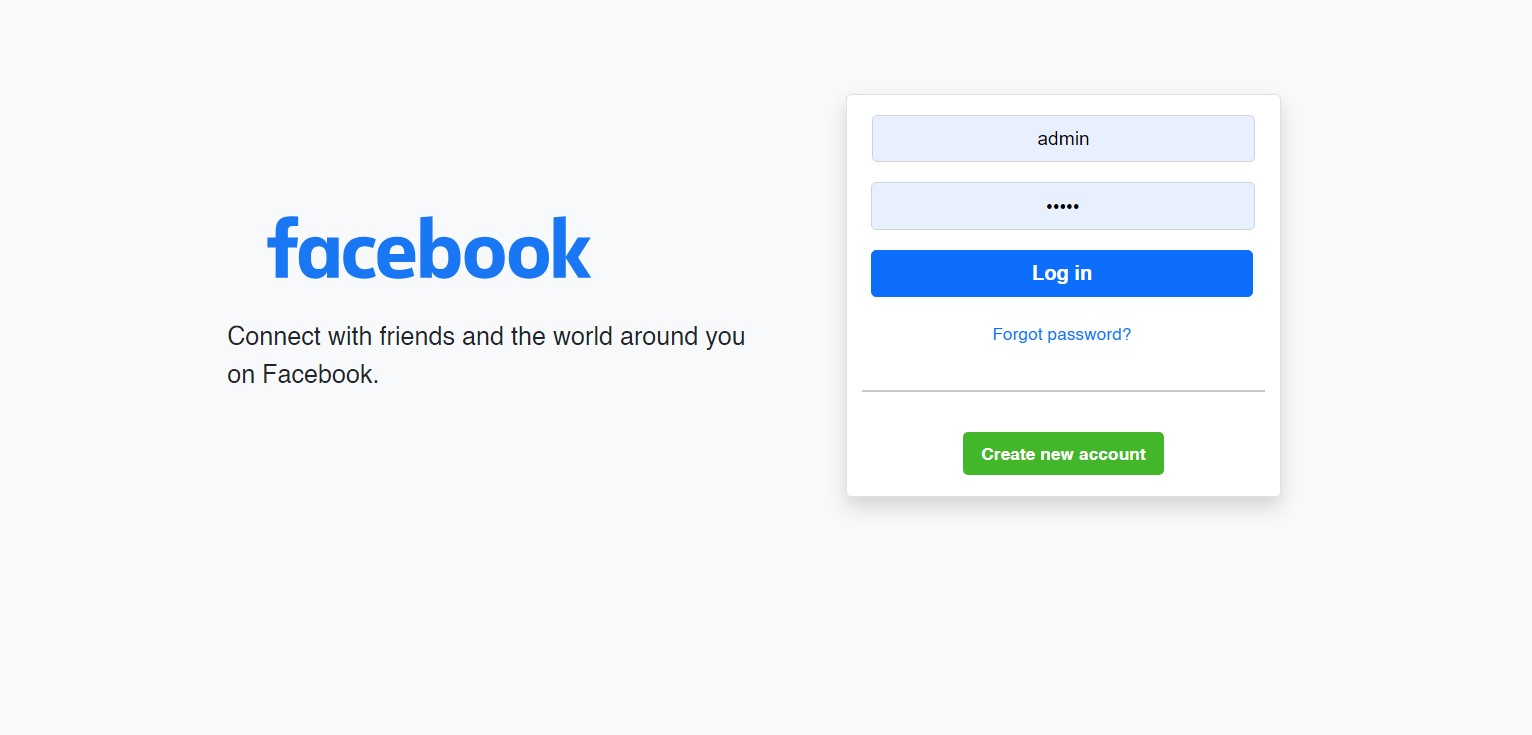 facebook
Connect with friends and the world around you
on Facebook.
admin
•••••
Log in
Forgot password?
Create new account